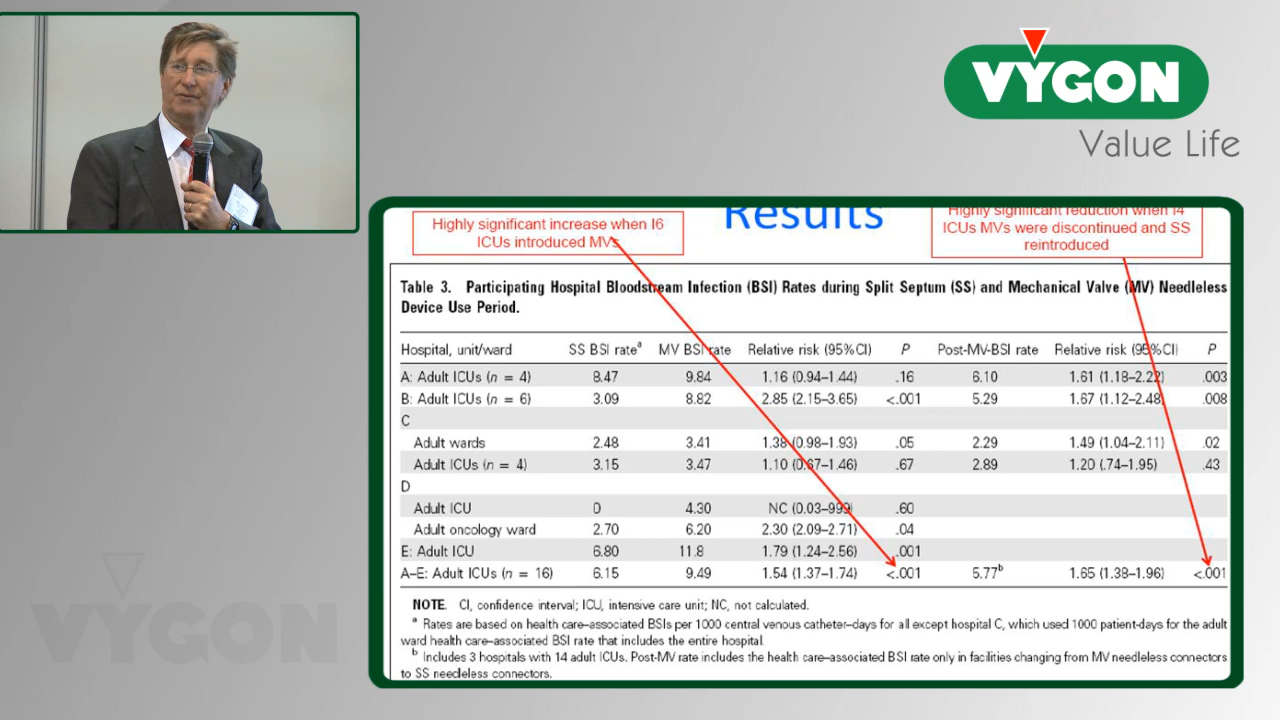 VYGON
Value Life
Results
Highly significant increase when I6
ICUs introduced MVs
Highly significant reduction when I4
ICUs MVs were discontinued and SS
reintroduced
Table 3. Participating Hospital Bloodstream Infection (BSI) Rates during Split Septum (SS) and Mechanical Valve (MV) Needleless
Device Use Period.
Hospital, unit/ward SS BSI rateᵃ MV BSI rate Relative risk (95%CI) P Post-MV-BSI rate Relative risk (95%CI) P
A: Adult ICUs (n = 4) 8.47 9.84 1.16 (0.94–1.44) .16 6.10 1.61 (1.18–2.22) .003
B: Adult ICUs (n = 6) 3.09 8.82 2.85 (2.15–3.65) <.001 5.29 1.67 (1.12–2.48) .008
C
Adult wards 2.48 3.41 1.38 (0.98–1.93) .05 2.29 1.49 (1.04–2.11) .02
Adult ICUs (n = 4) 3.15 3.47 1.10 (0.67–1.46) .67 2.89 1.20 (.74–1.95) .43
D
Adult ICU 0 4.30 NC (0.03–999) .60
Adult oncology ward 2.70 6.20 2.30 (2.09–2.71) .04
E: Adult ICU 6.80 11.8 1.79 (1.24–2.56) .001
A–E: Adult ICUs (n = 16) 6.15 9.49 1.54 (1.37–1.74) <.001 5.77ᵇ 1.65 (1.38–1.96) <.001
NOTE. CI, confidence interval; ICU, intensive care unit; NC, not calculated.
ᵃ Rates are based on health care–associated BSIs per 1000 central venous catheter–days for all except hospital C, which used 1000 patient-days for the adult
ward health care–associated BSI rate that includes the entire hospital.
ᵇ Includes 3 hospitals with 14 adult ICUs. Post-MV rate includes the health care–associated BSI rate only in facilities changing from MV needleless connectors
to SS needleless connectors.
VYGON